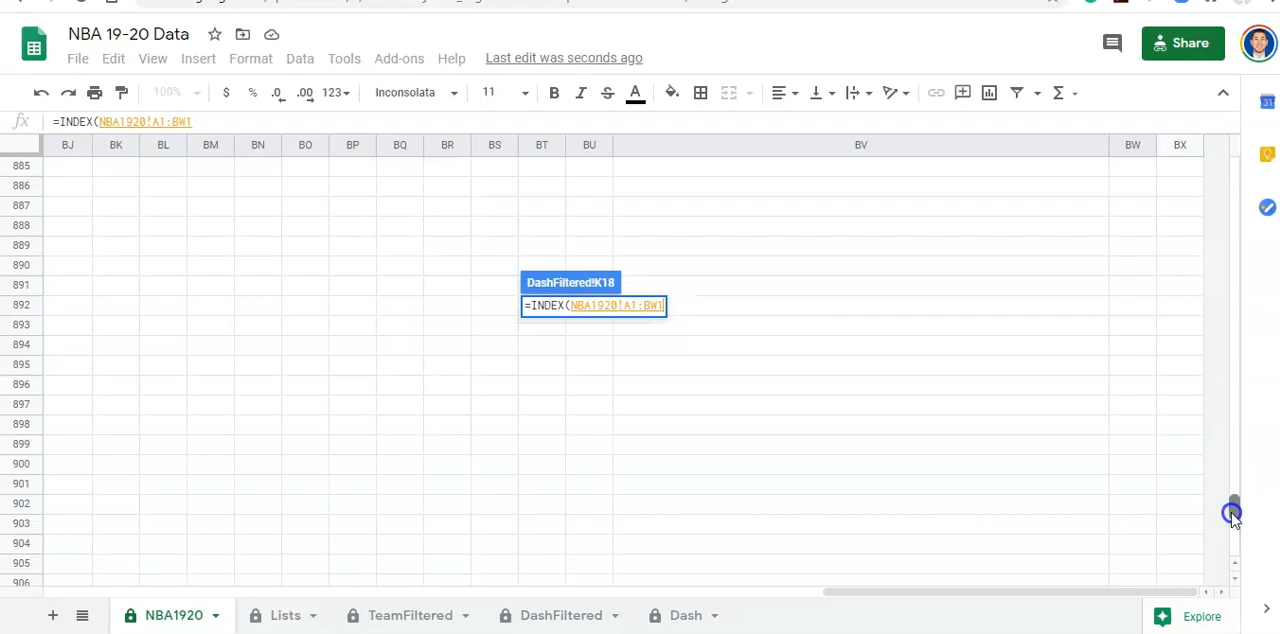 NBA 19-20 Data
File Edit View Insert Format Data Tools Add-ons Help Last edit was seconds ago
Share
100% $ % .0 .00 123 Inconsolata 11 B I S A Σ
fx =INDEX(NBA1920!A1:BW1
BJ BK BL BM BN BO BP BQ BR BS BT BU BV BW BX
885
886
887
888
889
890
891
DashFiltered!K18
892 =INDEX(NBA1920!A1:BW1
893
894
895
896
897
898
899
900
901
902
903
904
905
906
31
+ NBA1920 Lists TeamFiltered DashFiltered Dash Explore